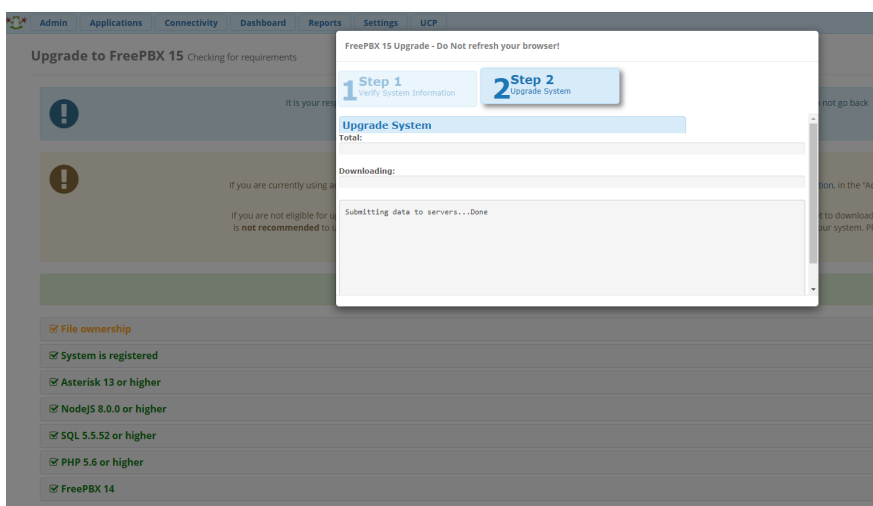 Admin Applications Connectivity Dashboard Reports Settings UCP
Upgrade to FreePBX 15 Checking for requirements
FreePBX 15 Upgrade - Do Not refresh your browser!
1 Step 1
Verify System Information
2 Step 2
Upgrade System
It is your
not go back
Upgrade System
Total:
Downloading:
If you are currently using
in the
If you are not eligible for
to download
is not recommended to
your system.
Submitting data to servers...Done
File ownership
System is registered
Asterisk 13 or higher
NodeJS 8.0.0 or higher
SQL 5.5.52 or higher
PHP 5.6 or higher
FreePBX 14